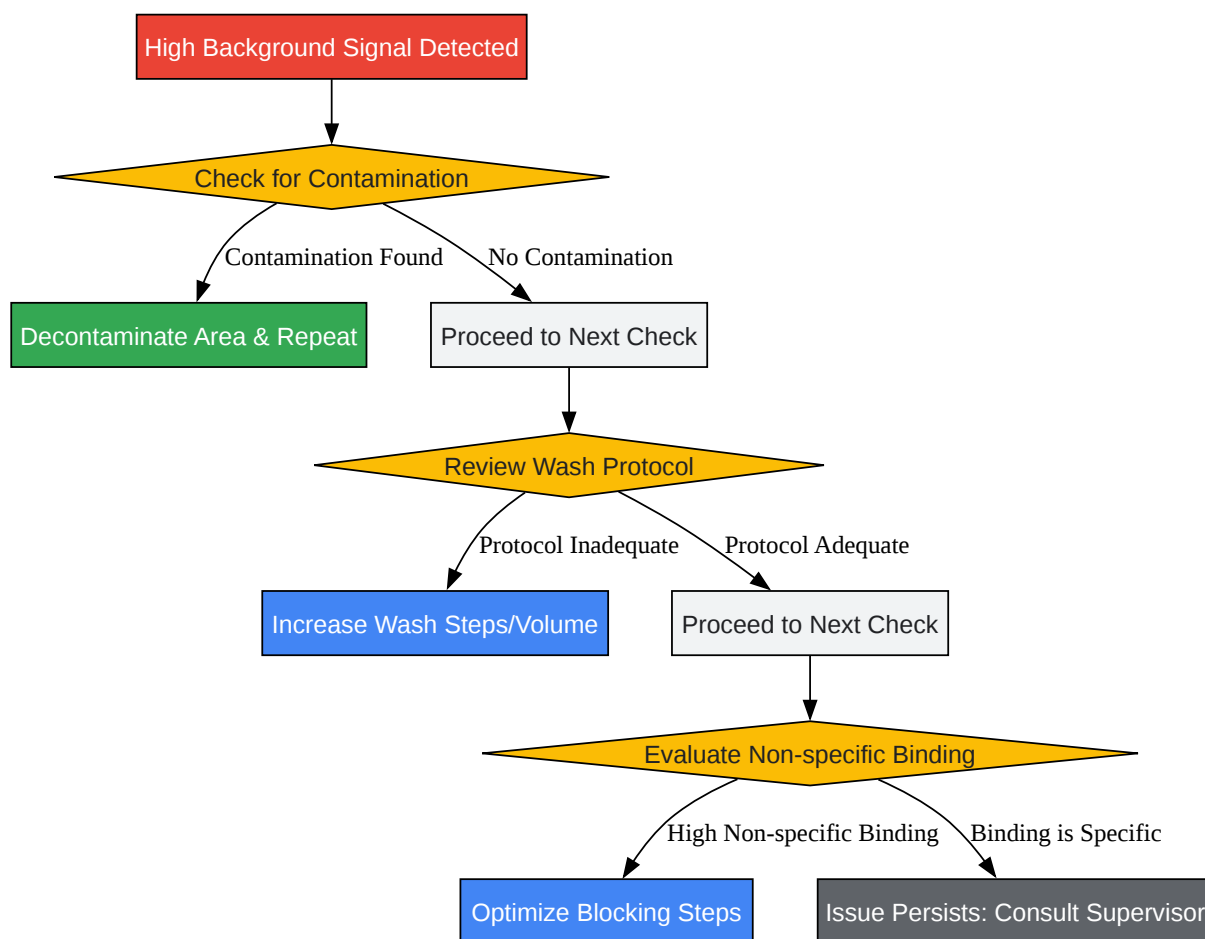 High Background Signal Detected
Check for Contamination
Contamination Found
No Contamination
Decontaminate Area & Repeat
Proceed to Next Check
Review Wash Protocol
Protocol Inadequate
Protocol Adequate
Increase Wash Steps/Volume
Proceed to Next Check
Evaluate Non-specific Binding
High Non-specific Binding
Binding is Specific
Optimize Blocking Steps
Issue Persists: Consult Supervisor